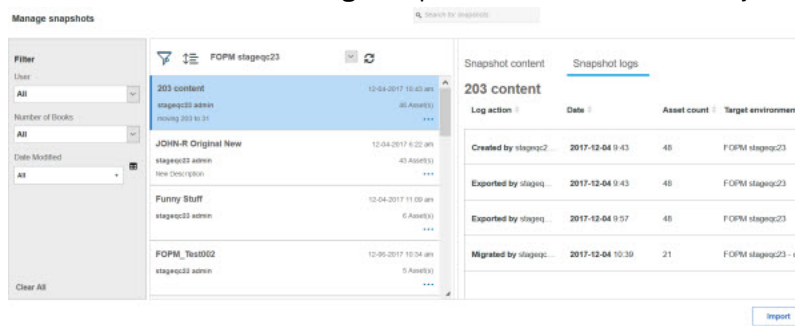 Manage snapshots
Search for snapshots
Filter
User
All
Number of Books
All
Date Modified
All
Clear All
FOPM stageqc23
203 content 12-04-2017 10:43 am
stageqc23 admin 48 Asset(s)
moving 203 to 31
JOHN-R Original New 12-04-2017 6:22 am
stageqc23 admin 43 Asset(s)
New Description
Funny Stuff 12-04-2017 11:09 am
stageqc23 admin 6 Asset(s)
FOPM_Test002 12-06-2017 10:34 am
stageqc23 admin 5 Asset(s)
Snapshot content Snapshot logs
203 content
Log action Date Asset count Target environmen
Created by stageqc2... 2017-12-04 9:43 48 FOPM stageqc23
Exported by stageq... 2017-12-04 9:43 48 FOPM stageqc23
Exported by stageq... 2017-12-04 9:57 48 FOPM stageqc23
Migrated by stageqc... 2017-12-04 10:39 21 FOPM stageqc23 -
Import